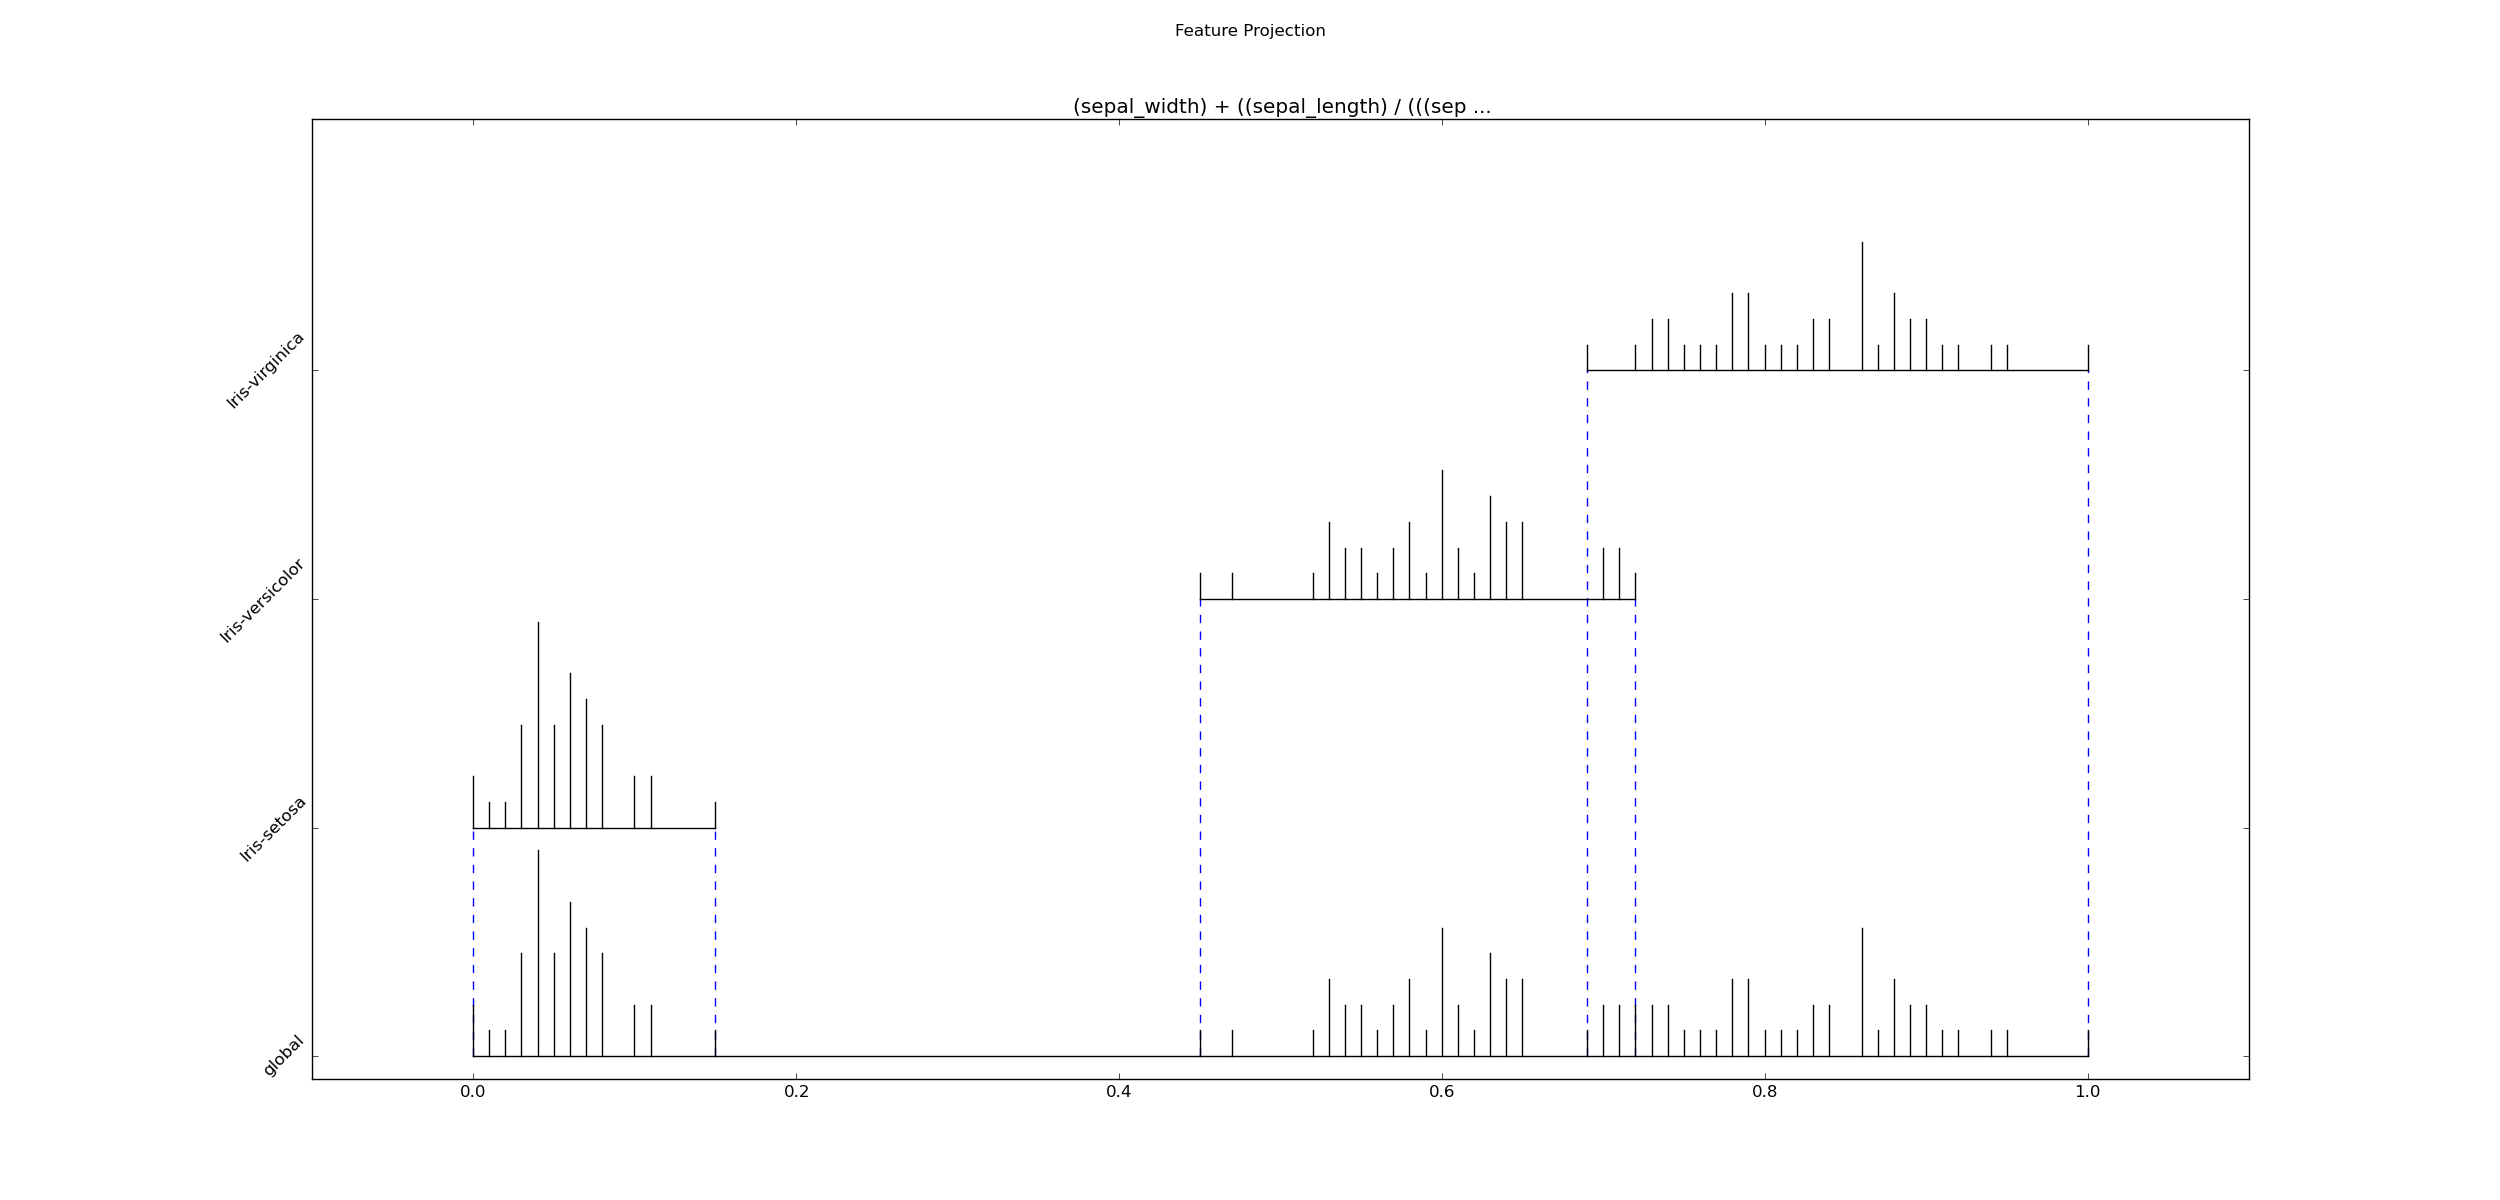 Feature Projection
(sepal_width) + ((sepal_length) / (((sep ...
Iris-virginica
Iris-versicolor
Iris-setosa
global
0.0 0.2 0.4 0.6 0.8 1.0